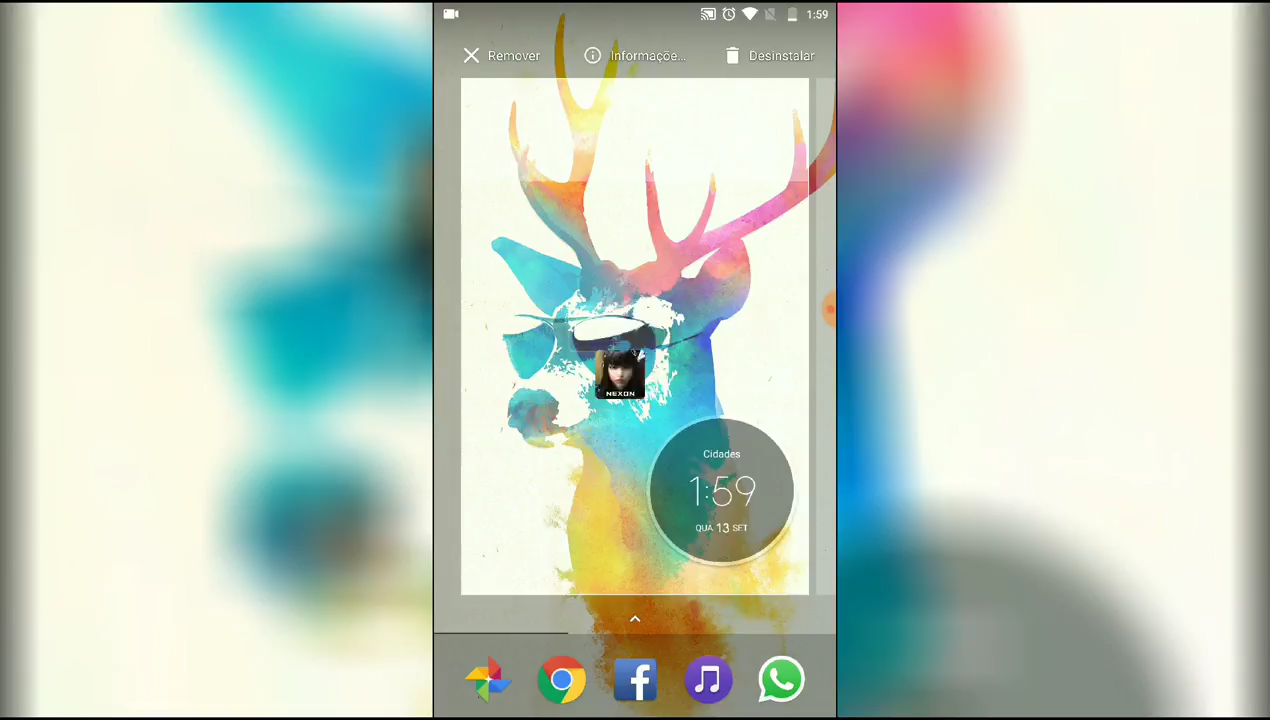 1:59
Remover
Informaçõe...
Desinstalar
NEXON
Cidades
1:59
QUA 13 SET